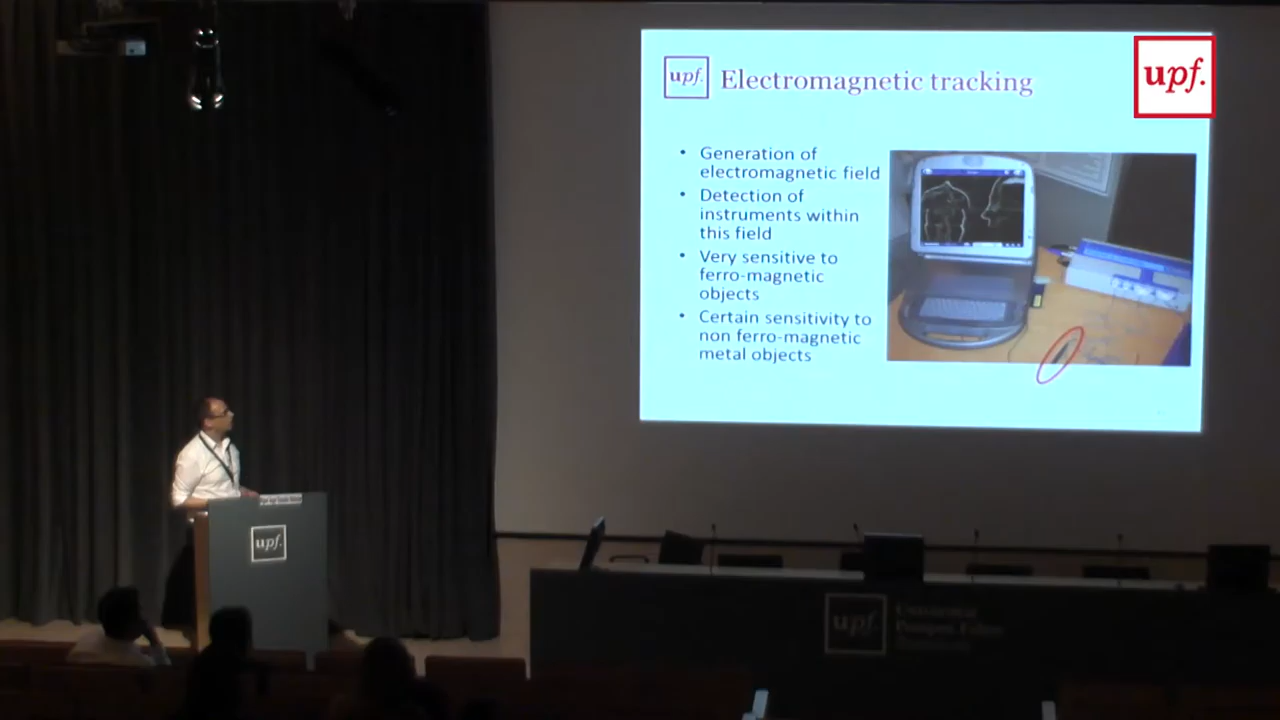 upf. Electromagnetic tracking
upf.
• Generation of
electromagnetic field
• Detection of
instruments within
this field
• Very sensitive to
ferro-magnetic
objects
• Certain sensitivity to
non ferro-magnetic
metal objects
upf.
upf.
Universitat
Pompeu Fabra
Barcelona